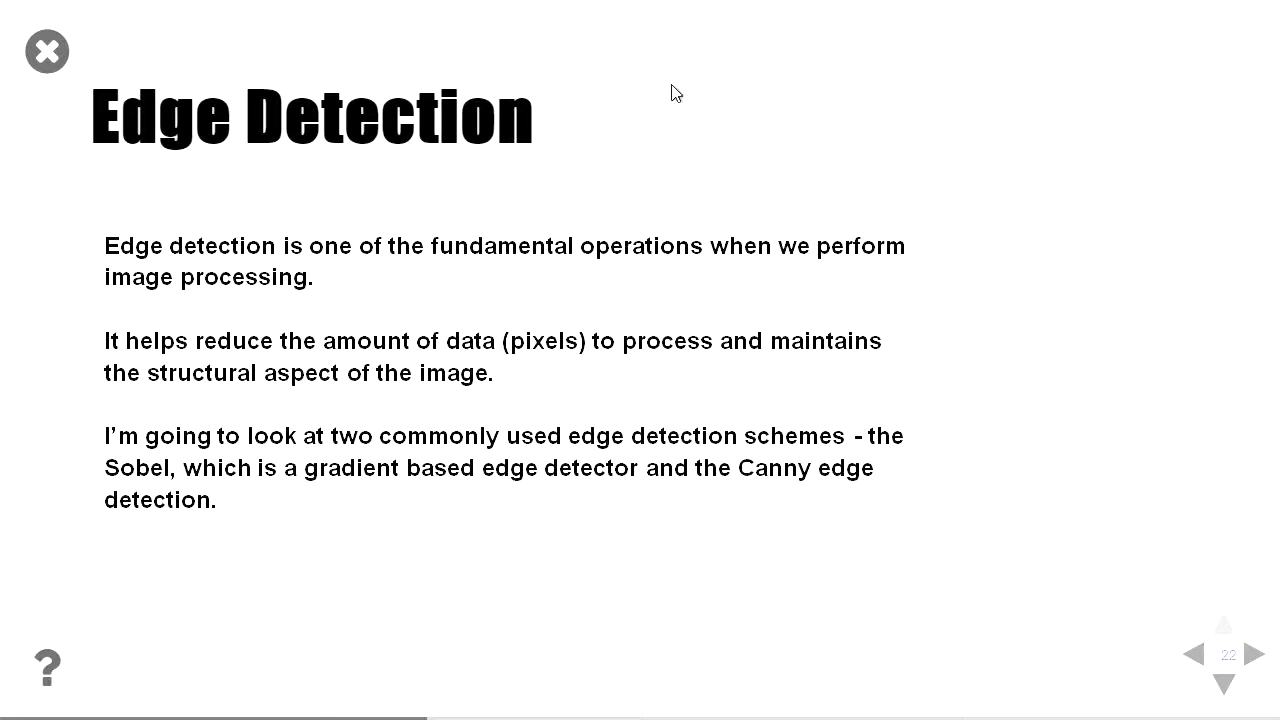 Edge Detection
Edge detection is one of the fundamental operations when we perform
image processing.
It helps reduce the amount of data (pixels) to process and maintains
the structural aspect of the image.
I'm going to look at two commonly used edge detection schemes - the
Sobel, which is a gradient based edge detector and the Canny edge
detection.
?
22